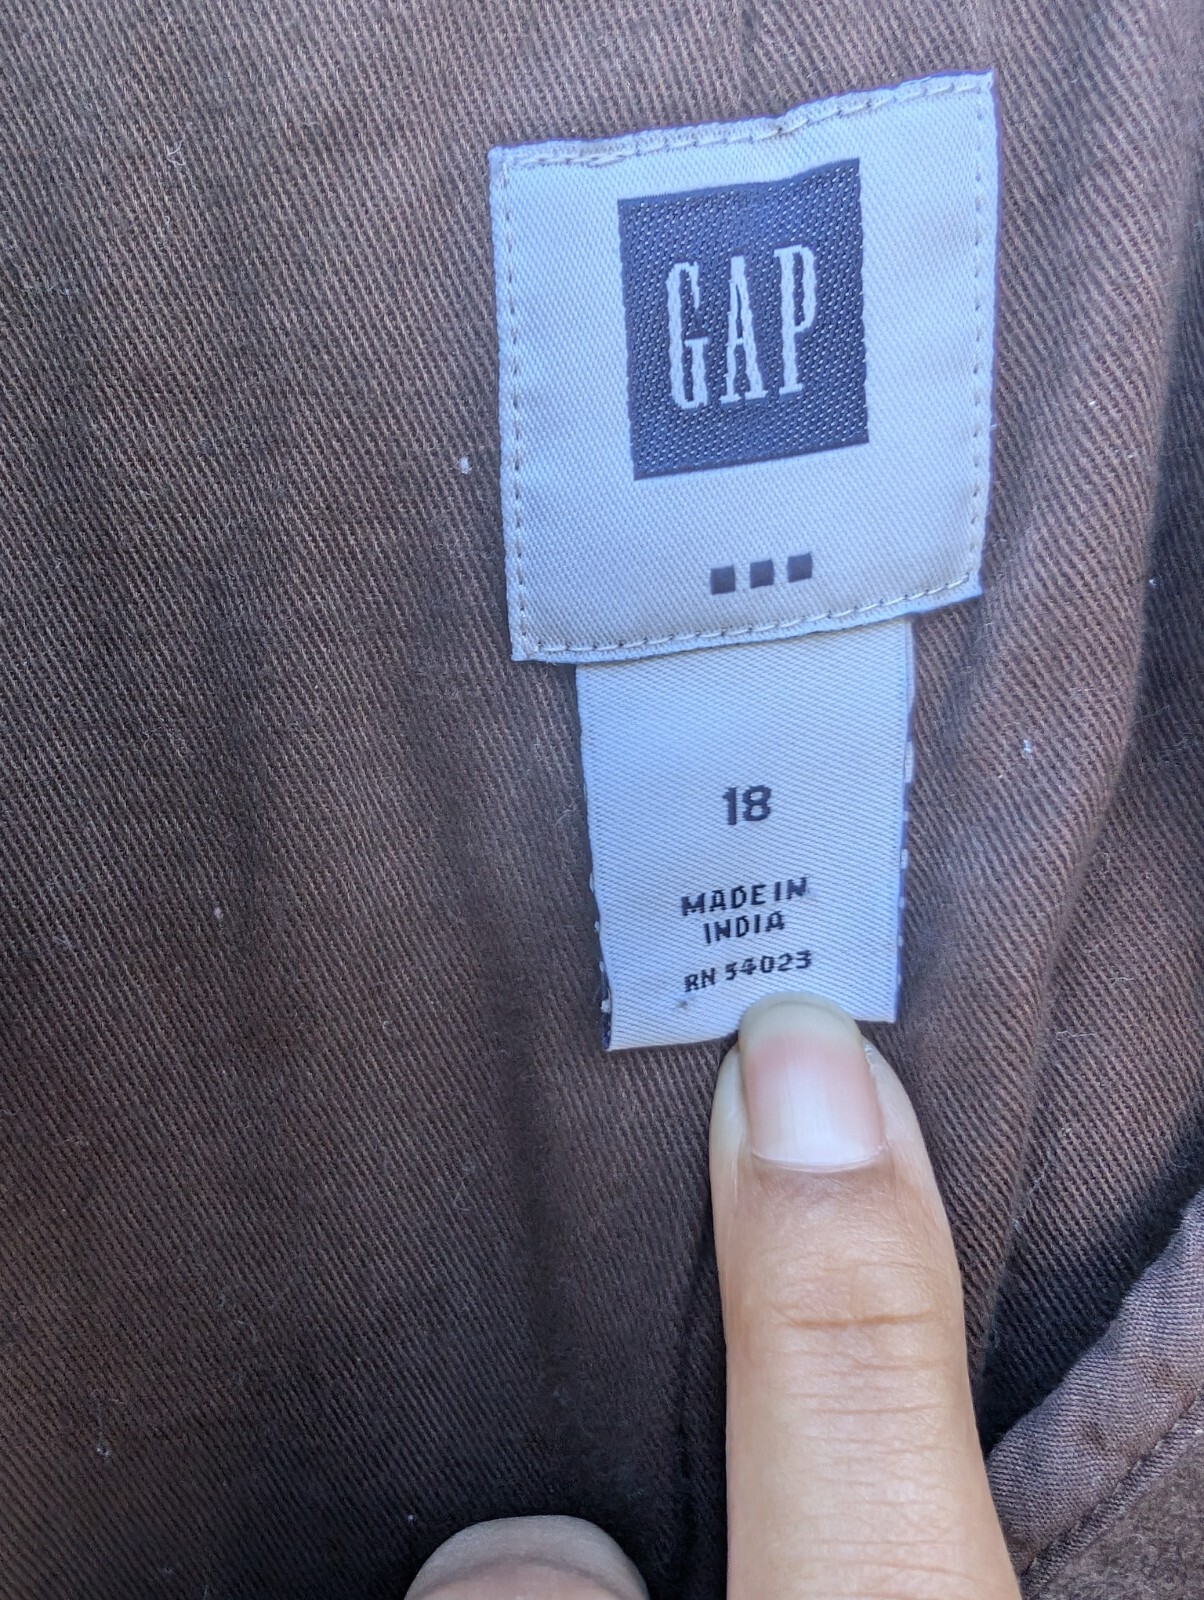 GAP
18
MADE IN
INDIA
RN 54023